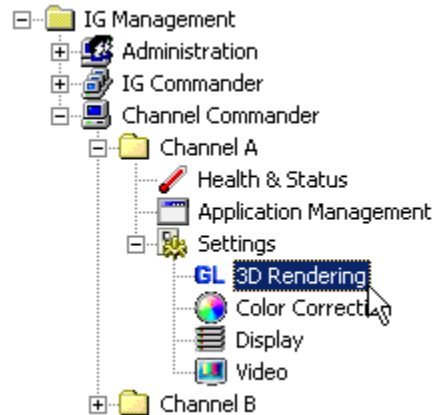 IG Management
Administration
IG Commander
Channel Commander
Channel A
Health & Status
Application Management
Settings
GL 3D Rendering
Color Correction
Display
Video
Channel B